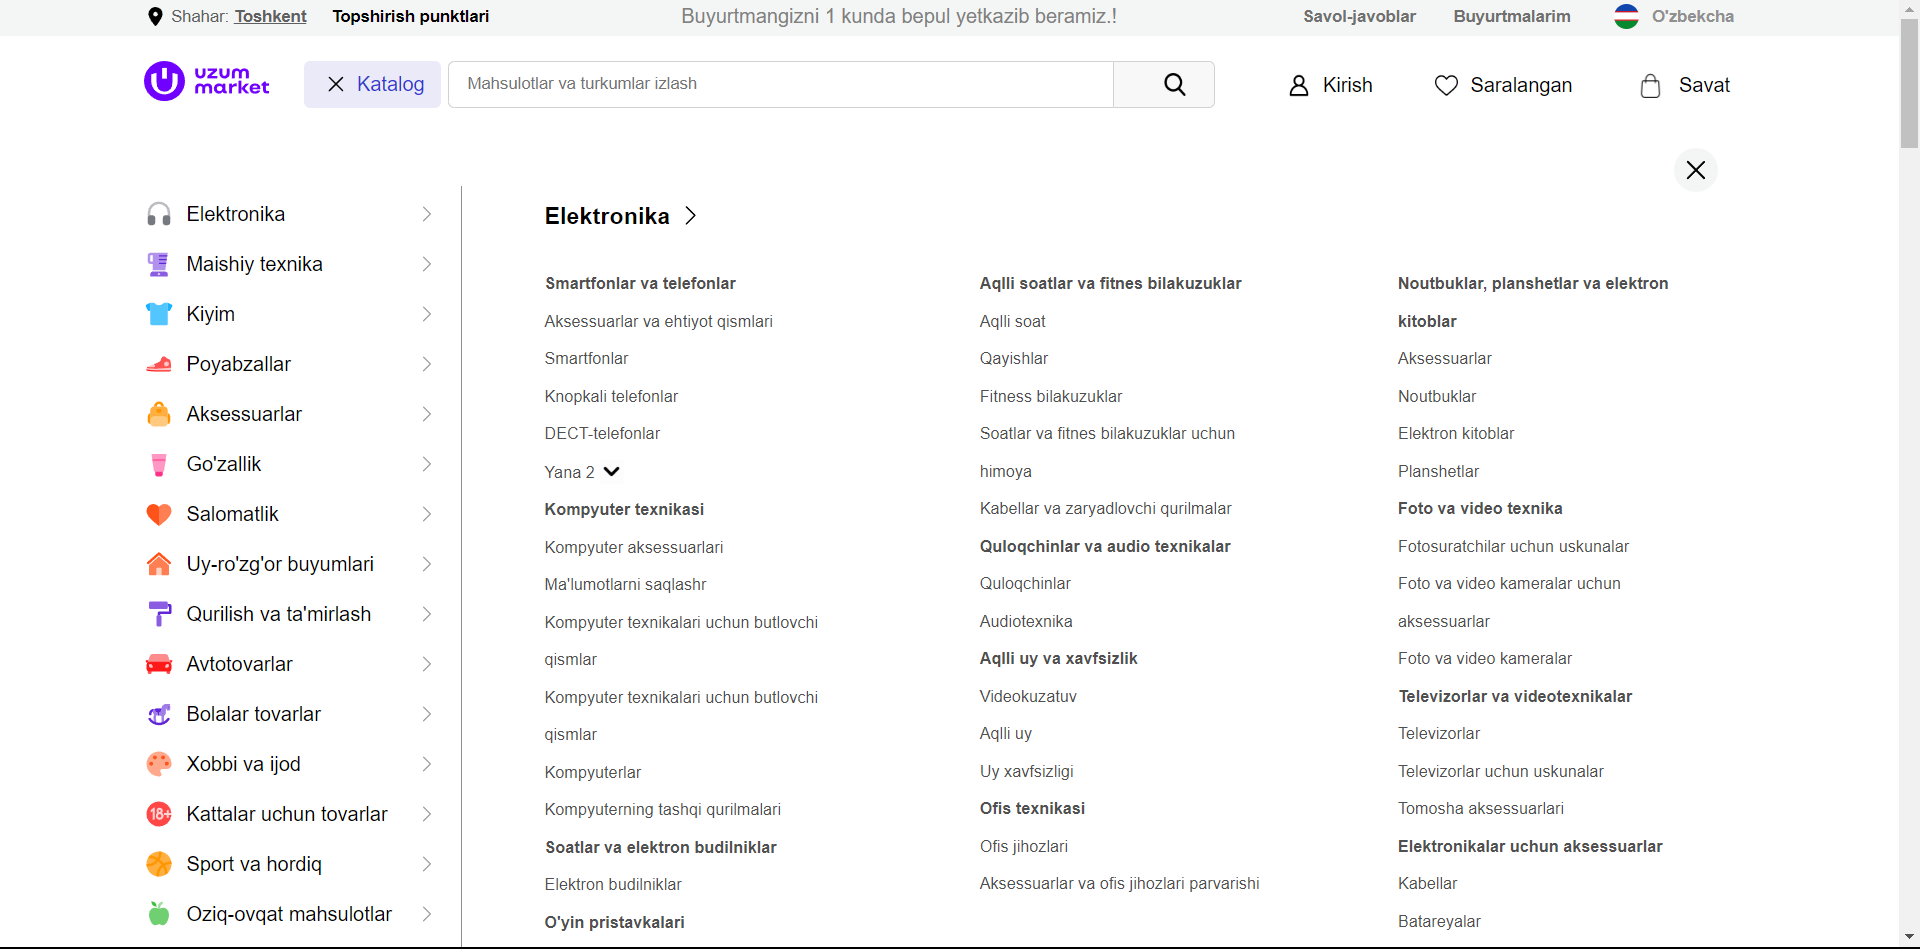 Shahar: Toshkent
Topshirish punktlari
Buyurtmangizni 1 kunda bepul yetkazib beramiz.!
Savol-javoblar
Buyurtmalarim
O'zbekcha
uzum
market
Katalog
Mahsulotlar va turkumlar izlash
Kirish
Saralangan
Savat
Elektronika
Maishiy texnika
Kiyim
Poyabzallar
Aksessuarlar
Go'zallik
Salomatlik
Uy-ro'zg'or buyumlari
Qurilish va ta'mirlash
Avtotovarlar
Bolalar tovarlar
Xobbi va ijod
18+
Kattalar uchun tovarlar
Sport va hordiq
Oziq-ovqat mahsulotlar
Elektronika
Smartfonlar va telefonlar
Aksessuarlar va ehtiyot qismlari
Smartfonlar
Knopkali telefonlar
DECT-telefonlar
Yana 2
Kompyuter texnikasi
Kompyuter aksessuarlari
Ma'lumotlarni saqlashr
Kompyuter texnikalari uchun butlovchi
qismlar
Kompyuter texnikalari uchun butlovchi
qismlar
Kompyuterlar
Kompyuterning tashqi qurilmalari
Soatlar va elektron budilniklar
Elektron budilniklar
O'yin pristavkalari
Aqlli soatlar va fitnes bilakuzuklar
Aqlli soat
Qayishlar
Fitness bilakuzuklar
Soatlar va fitnes bilakuzuklar uchun
himoya
Kabellar va zaryadlovchi qurilmalar
Quloqchinlar va audio texnikalar
Quloqchinlar
Audiotexnika
Aqlli uy va xavfsizlik
Videokuzatuv
Aqlli uy
Uy xavfsizligi
Ofis texnikasi
Ofis jihozlari
Aksessuarlar va ofis jihozlari parvarishi
Noutbuklar, planshetlar va elektron
kitoblar
Aksessuarlar
Noutbuklar
Elektron kitoblar
Planshetlar
Foto va video texnika
Fotosuratchilar uchun uskunalar
Foto va video kameralar uchun
aksessuarlar
Foto va video kameralar
Televizorlar va videotexnikalar
Televizorlar
Televizorlar uchun uskunalar
Tomosha aksessuarlari
Elektronikalar uchun aksessuarlar
Kabellar
Batareyalar